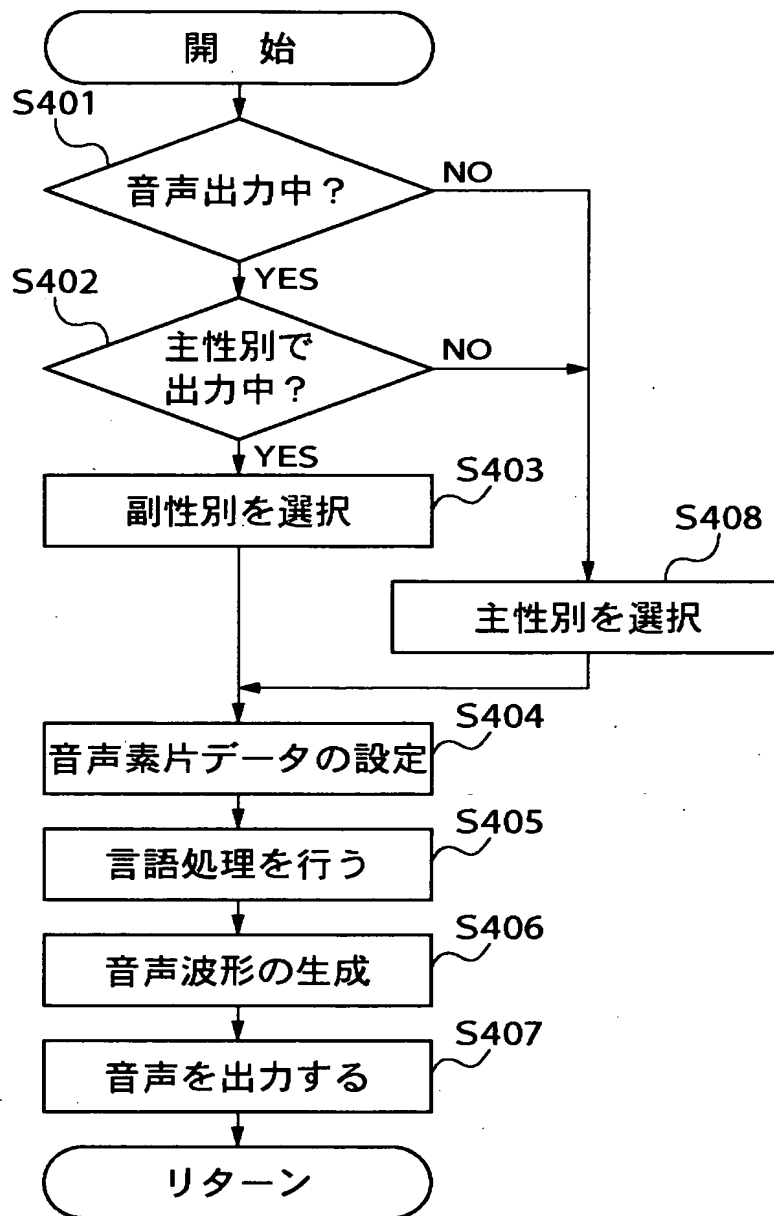 開 始
S401
音声出力中?
NO
YES
S402
主性別で
出力中?
NO
YES
S403
副性別を選択
S408
主性別を選択
S404
音声素片データの設定
S405
言語処理を行う
S406
音声波形の生成
S407
音声を出力する
リターン